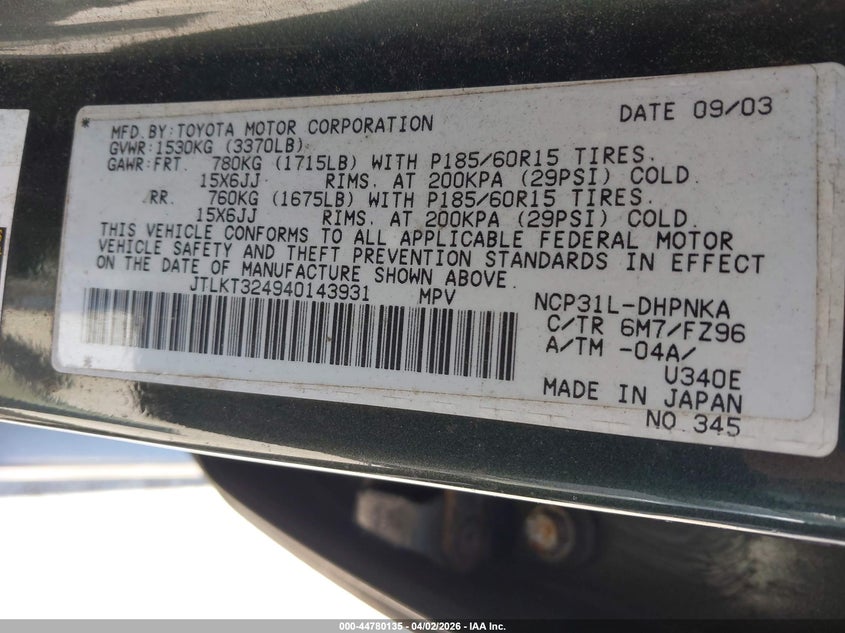 * DATE 09/03
MFD.BY:TOYOTA MOTOR CORPORATION
GVWR:1530KG (3370LB)
GAWR:FRT. 780KG (1715LB) WITH P185/60R15 TIRES.
15X6JJ RIMS. AT 200KPA (29PSI) COLD.
RR. 760KG (1675LB) WITH P185/60R15 TIRES.
15X6JJ RIMS. AT 200KPA (29PSI) COLD.
THIS VEHICLE CONFORMS TO ALL APPLICABLE FEDERAL MOTOR
VEHICLE SAFETY AND THEFT PREVENTION STANDARDS IN EFFECT
ON THE DATE OF MANUFACTURE SHOWN ABOVE.
* JTLKT324940143931 MPV NCP31L-DHPNKA
C/TR 6M7/FZ96
A/TM -04A/
U340E
MADE IN JAPAN
NO.345
000-44780135 - 04/02/2026 - IAA Inc.